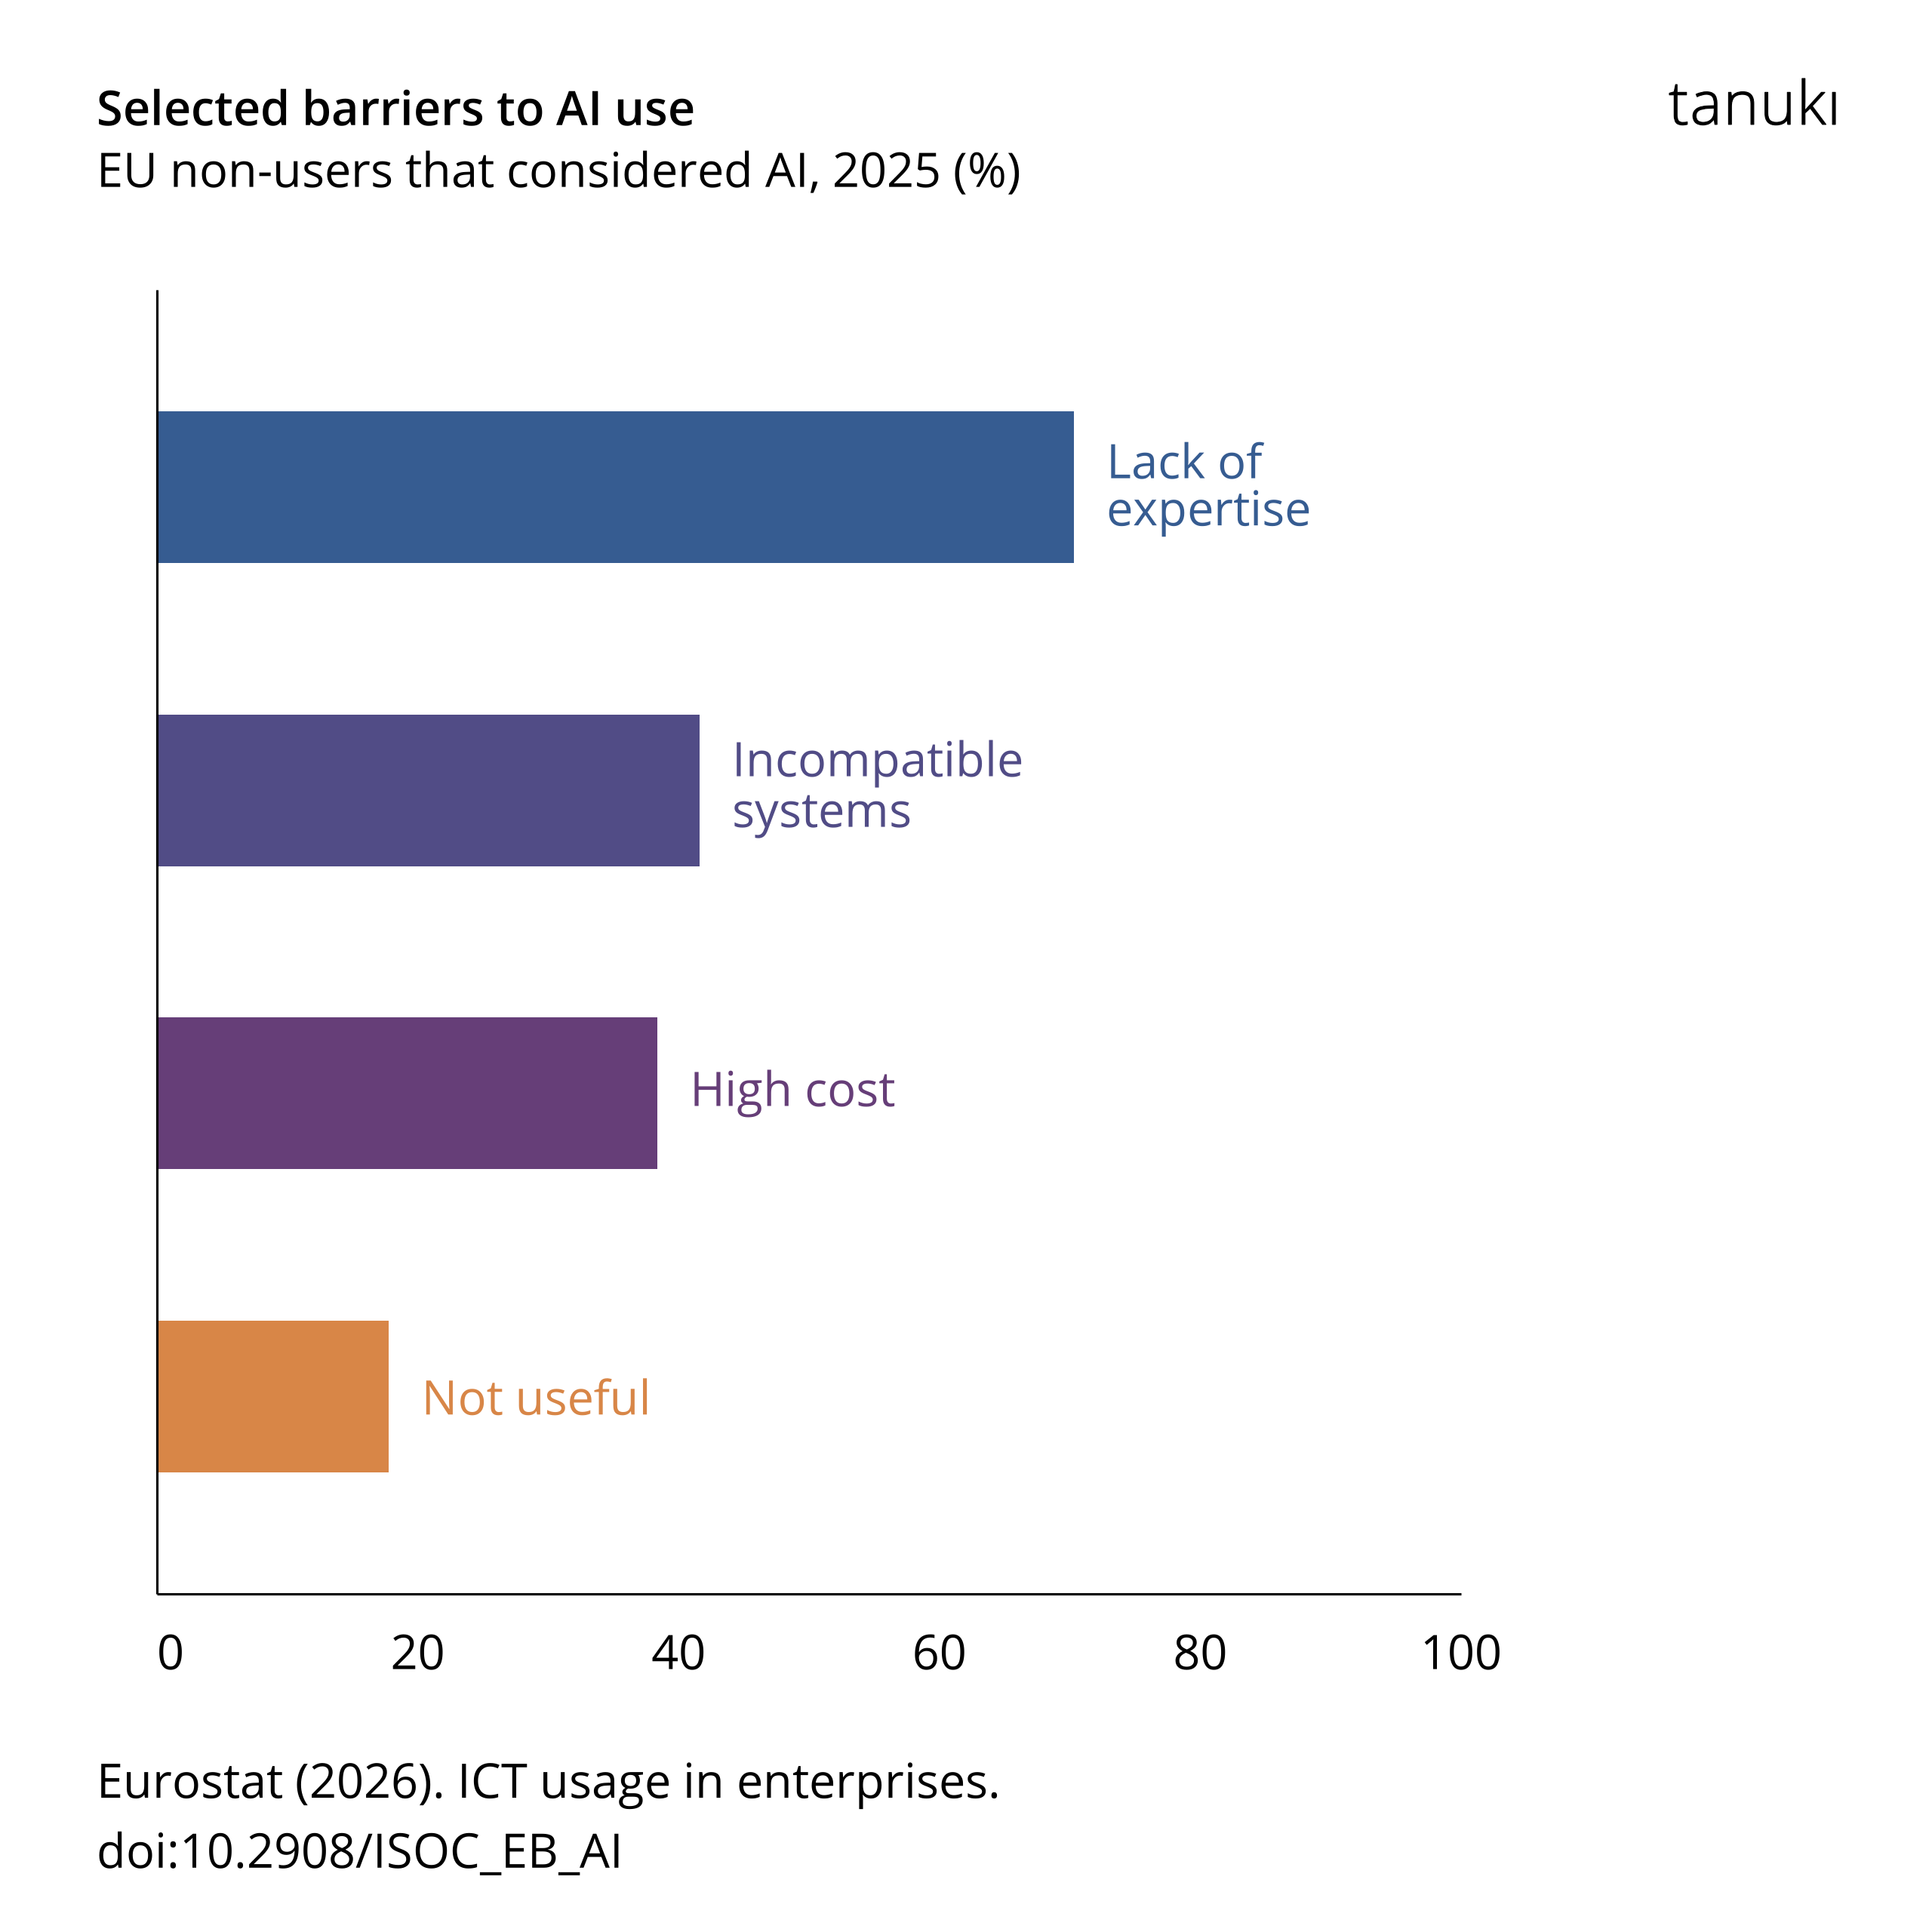 Selected barriers to AI use
tanuki
EU non-users that considered AI, 2025 (%)
Lack of
expertise
Incompatible
systems
High cost
Not useful
0 20 40 60 80 100
Eurostat (2026). ICT usage in enterprises.
doi:10.2908/ISOC_EB_AI